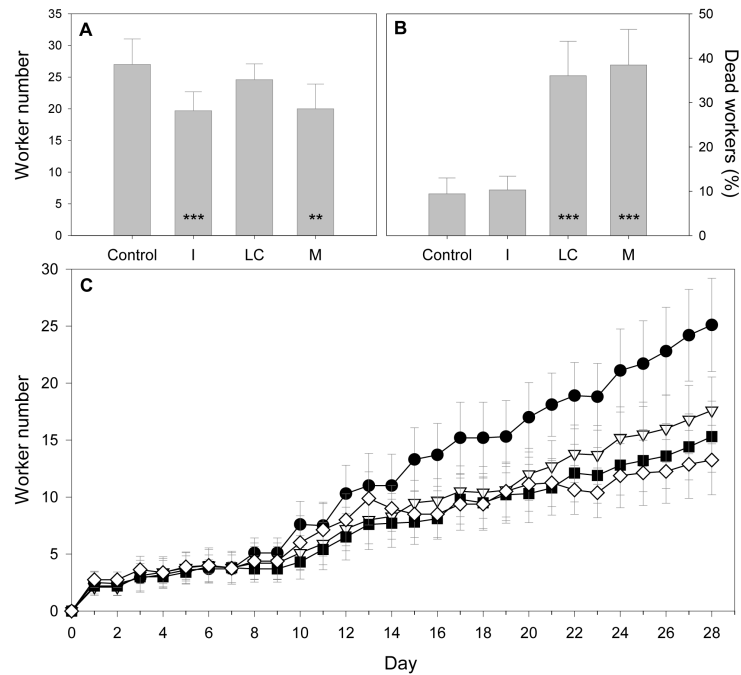 A
B
Worker number
35
30
25
20
15
10
5
0
***
**
Control
I
LC
M
***
***
Control
I
LC
M
50
40
30
20
10
0
Dead workers (%)
C
Worker number
30
25
20
15
10
5
0
0 2 4 6 8 10 12 14 16 18 20 22 24 26 28
Day